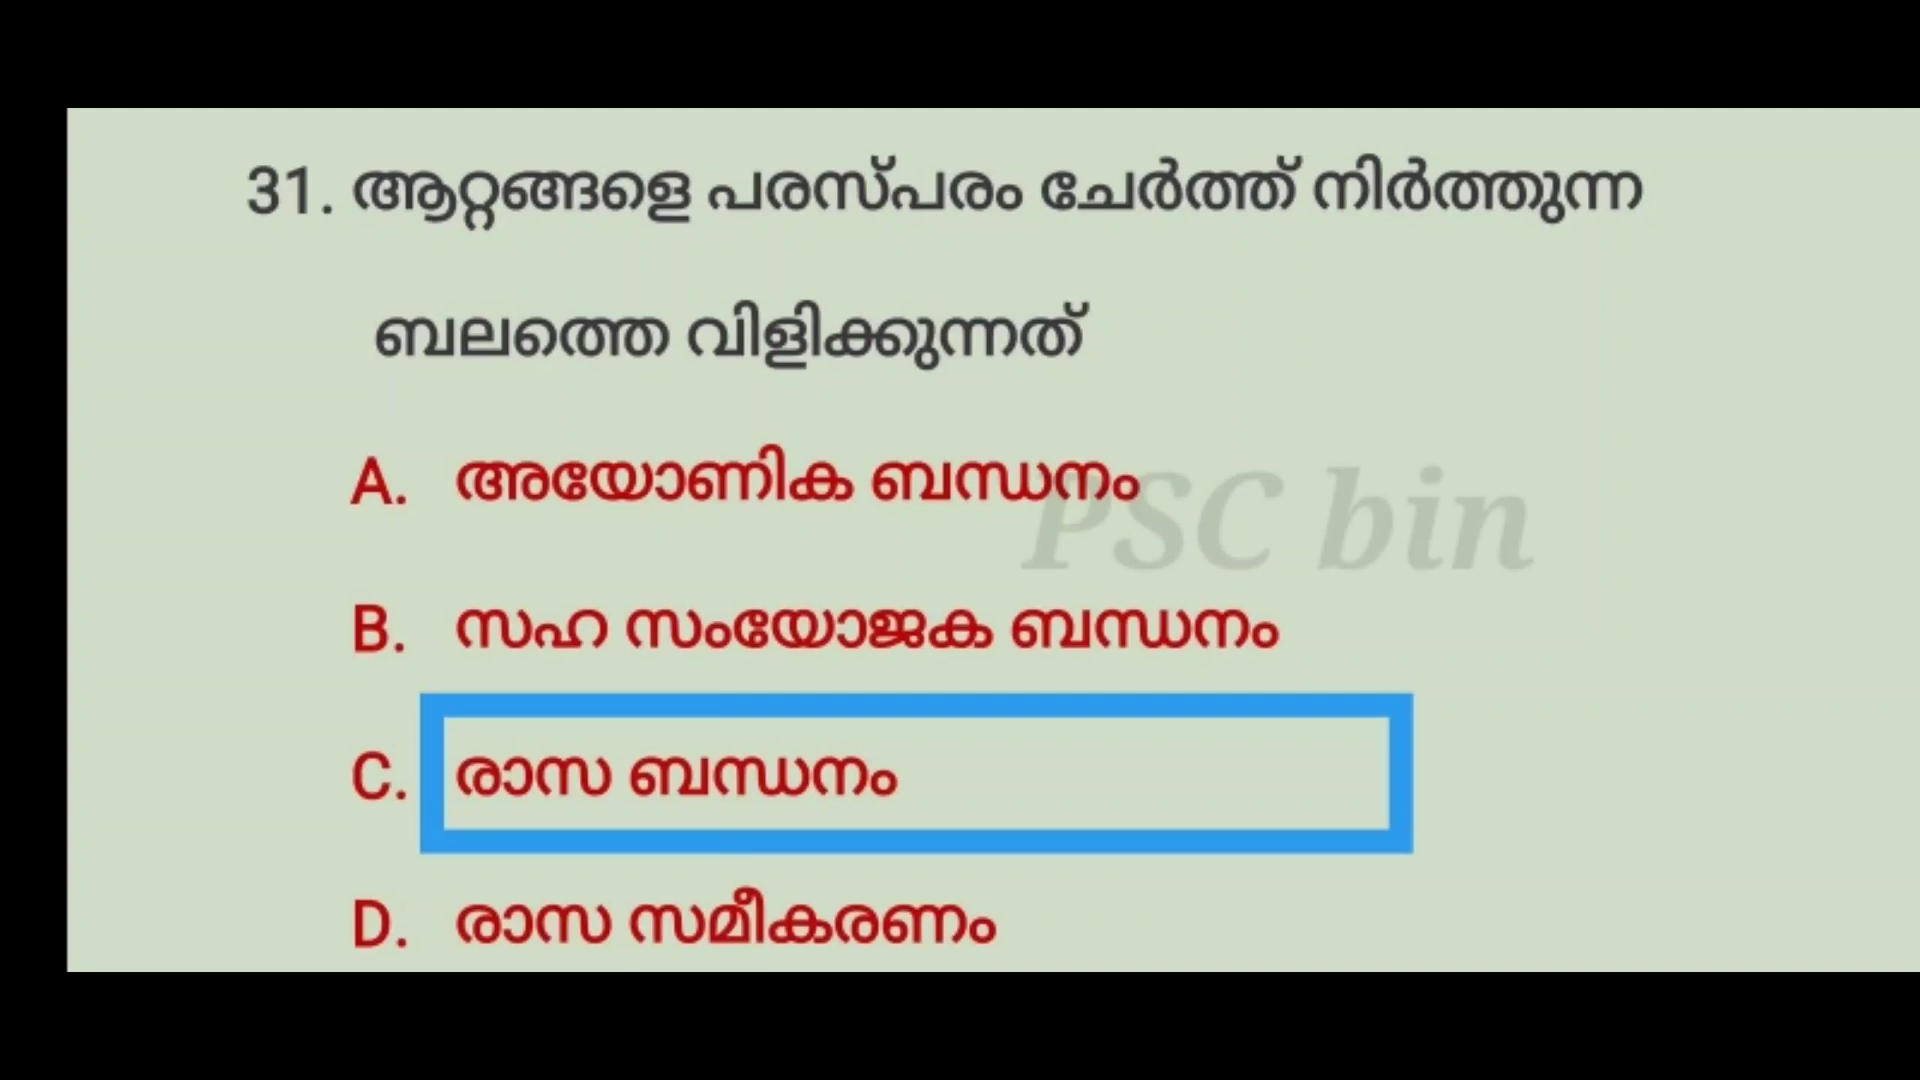 31. ആറ്റങ്ങളെ പരസ്പരം ചേർത്ത് നിർത്തുന്ന
ബലത്തെ വിളിക്കുന്നത്
A. അയോണിക ബന്ധനം
PSC bin
B. സഹ സംയോജക ബന്ധനം
C. രാസ ബന്ധനം
D. രാസ സമീകരണം